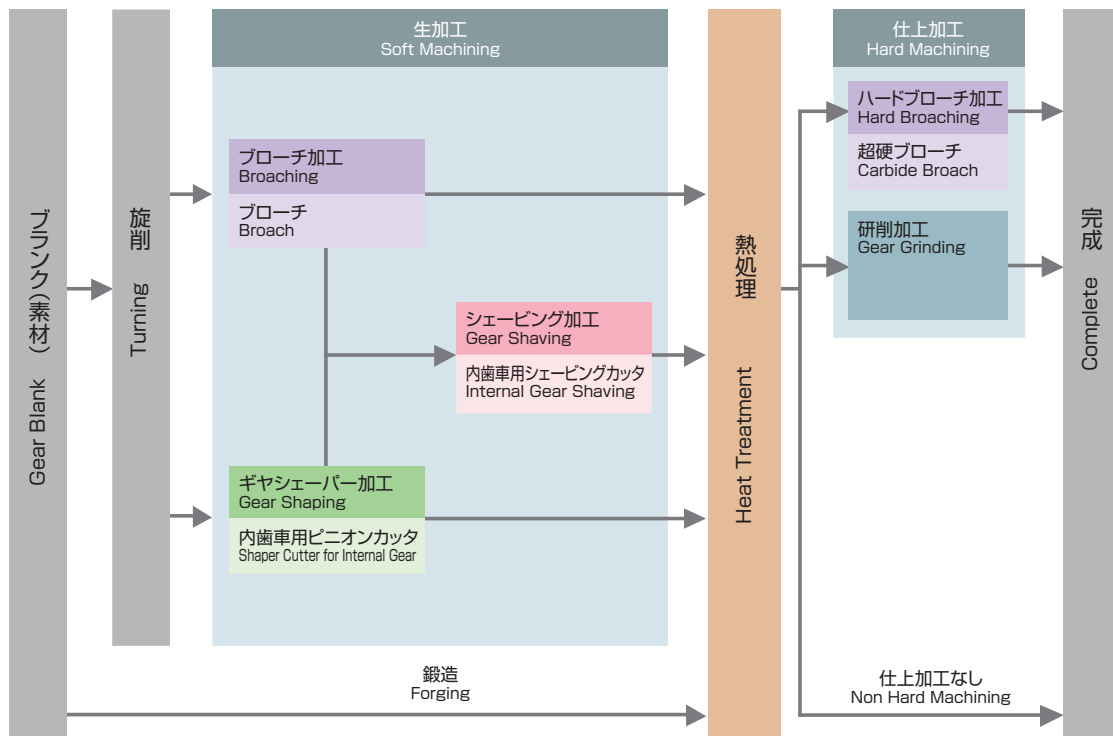 ブランク(素材)
Gear Blank
旋削
Turning
生加工
Soft Machining
ブローチ加工
Broaching
ブローチ
Broach
シェービング加工
Gear Shaving
内歯車用シェービングカッタ
Internal Gear Shaving
ギヤシェーパー加工
Gear Shaping
内歯車用ピニオンカッタ
Shaper Cutter for Internal Gear
鍛造
Forging
熱処理
Heat Treatment
仕上加工
Hard Machining
ハードブローチ加工
Hard Broaching
超硬ブローチ
Carbide Broach
研削加工
Gear Grinding
仕上加工なし
Non Hard Machining
完成
Complete